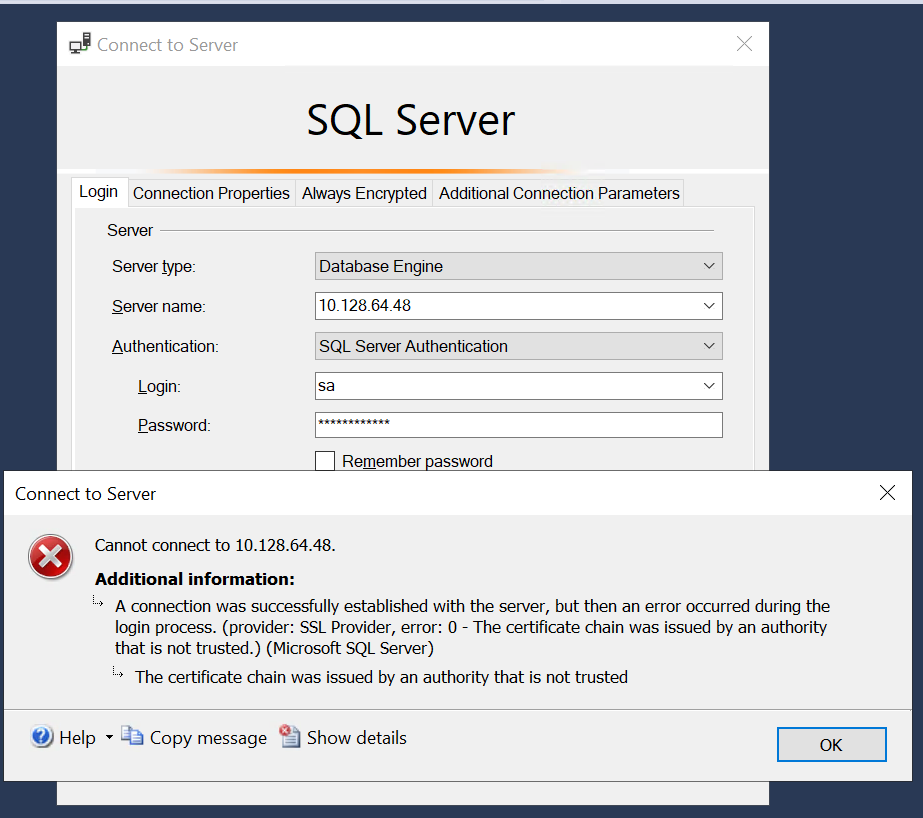 Connect to Server
SQL Server
Login Connection Properties Always Encrypted Additional Connection Parameters
Server
Server type: Database Engine
Server name: 10.128.64.48
Authentication: SQL Server Authentication
Login: sa
Password: ************
Remember password
Connect to Server
Cannot connect to 10.128.64.48.
Additional information:
A connection was successfully established with the server, but then an error occurred during the
login process. (provider: SSL Provider, error: 0 - The certificate chain was issued by an authority
that is not trusted.) (Microsoft SQL Server)
The certificate chain was issued by an authority that is not trusted
Help Copy message Show details
OK